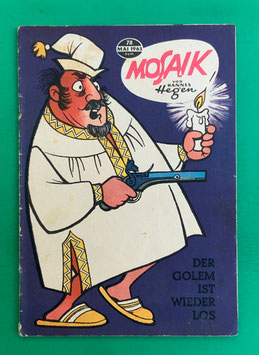 78
MAI 1963
MOSAIK
VON
HANNES
Hegen
DER
GOLEM
IST
WIEDER
LOS